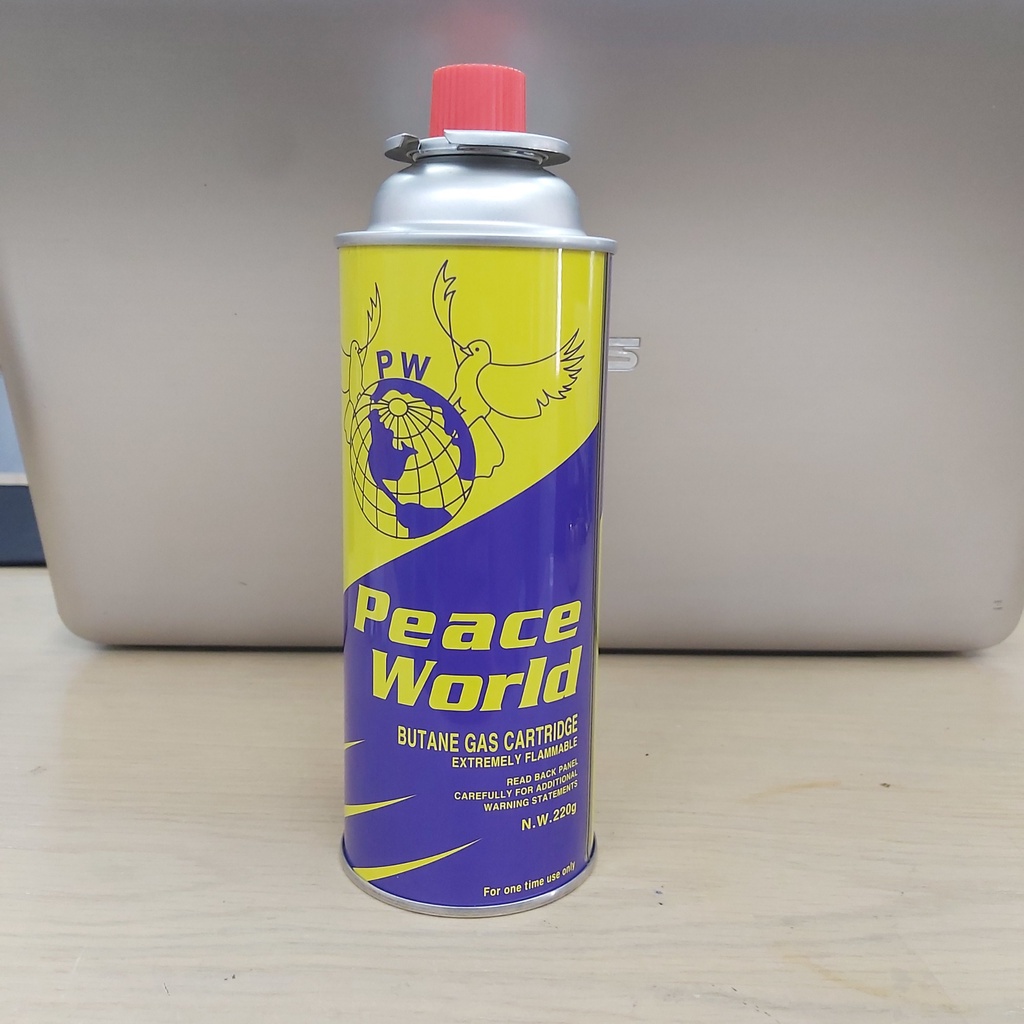 PW
Peace
World
BUTANE GAS CARTRIDGE
EXTREMELY FLAMMABLE
READ BACK PANEL
CAREFULLY FOR ADDITIONAL
WARNING STATEMENTS
N.W.220g
For one time use only